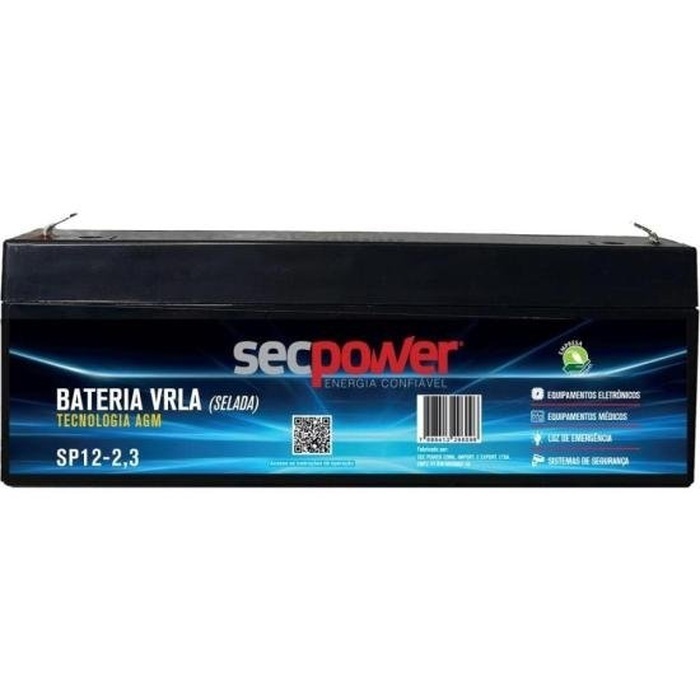 secpower®
ENERGIA CONFIÁVEL
EMPRESA
BATERIA VRLA (SELADA)
TECNOLOGIA AGM
SP12-2,3
EQUIPAMENTOS ELETRÔNICOS
EQUIPAMENTOS MÉDICOS
LUZ DE EMERGÊNCIA
SISTEMAS DE SEGURANÇA
Fabricado por: